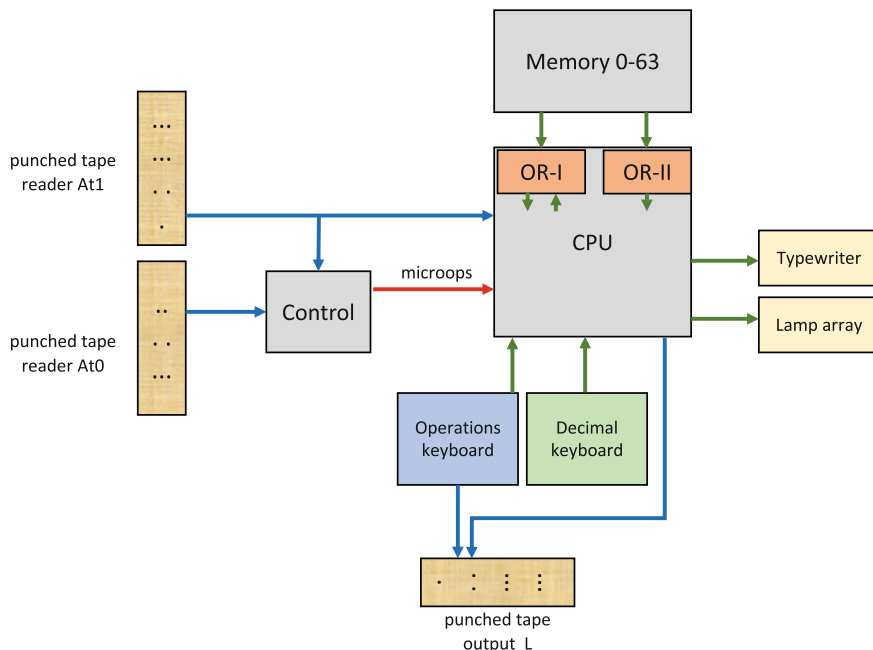 Memory 0-63
OR-I
OR-II
CPU
punched tape
reader At1
microops
Control
Typewriter
Lamp array
punched tape
reader At0
Operations
keyboard
Decimal
keyboard
punched tape
output L